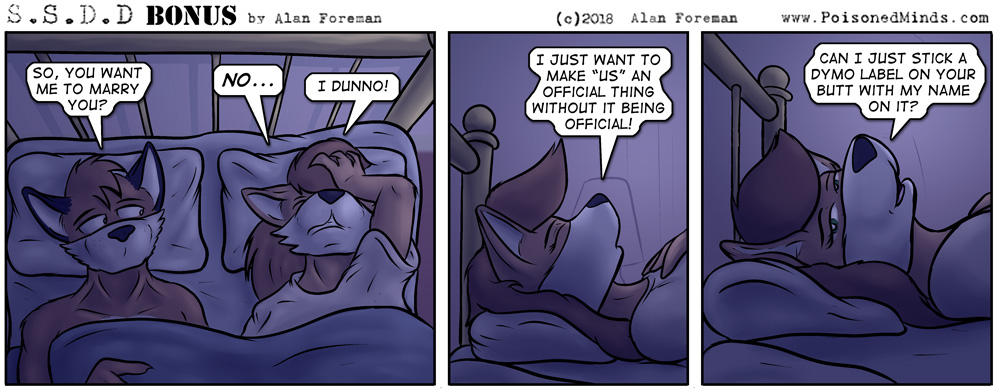 S.S.D.D BONUS by Alan Foreman (c)2018 Alan Foreman www.PoisonedMinds.com
SO, YOU WANT
ME TO MARRY
YOU?
NO...
I DUNNO!
I JUST WANT TO
MAKE "US" AN
OFFICIAL THING
WITHOUT IT BEING
OFFICIAL!
CAN I JUST STICK A
DYMO LABEL ON YOUR
BUTT WITH MY NAME
ON IT?